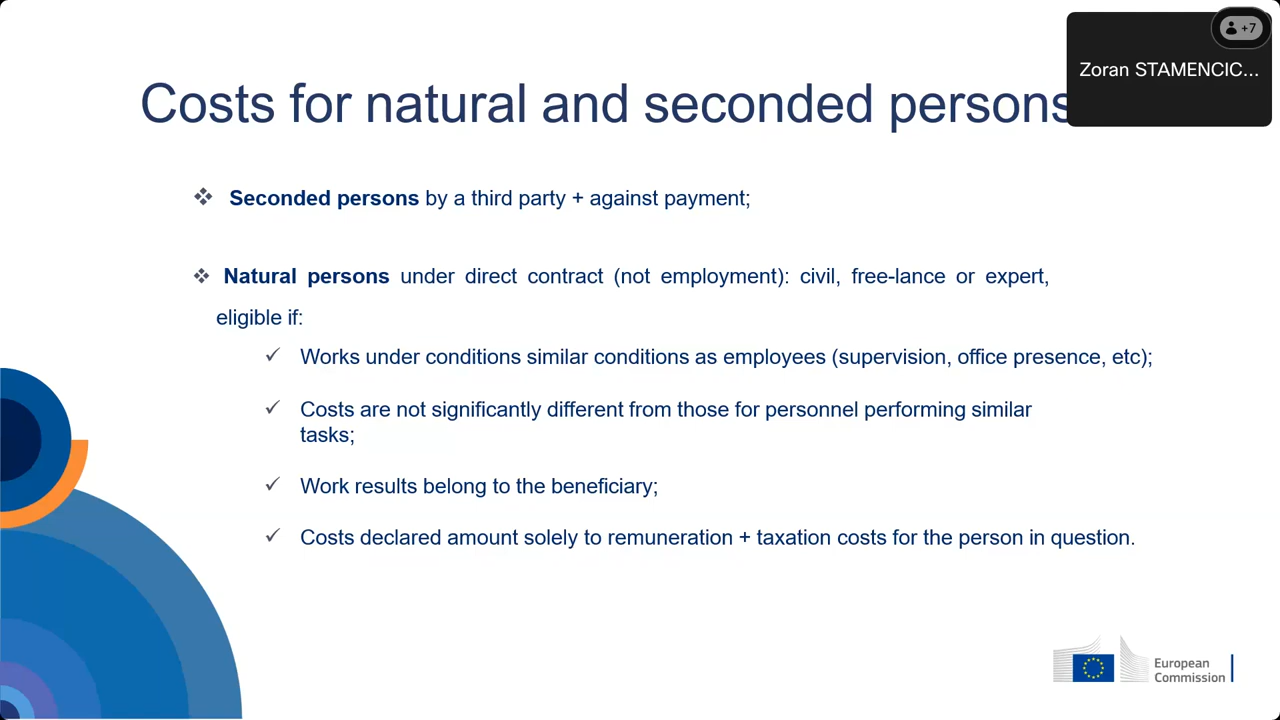 +7
Zoran STAMENCIC...
Costs for natural and seconded persons
❖ Seconded persons by a third party + against payment;
❖ Natural persons under direct contract (not employment): civil, free-lance or expert,
eligible if:
✓ Works under conditions similar conditions as employees (supervision, office presence, etc);
✓ Costs are not significantly different from those for personnel performing similar
tasks;
✓ Work results belong to the beneficiary;
✓ Costs declared amount solely to remuneration + taxation costs for the person in question.
European
Commission